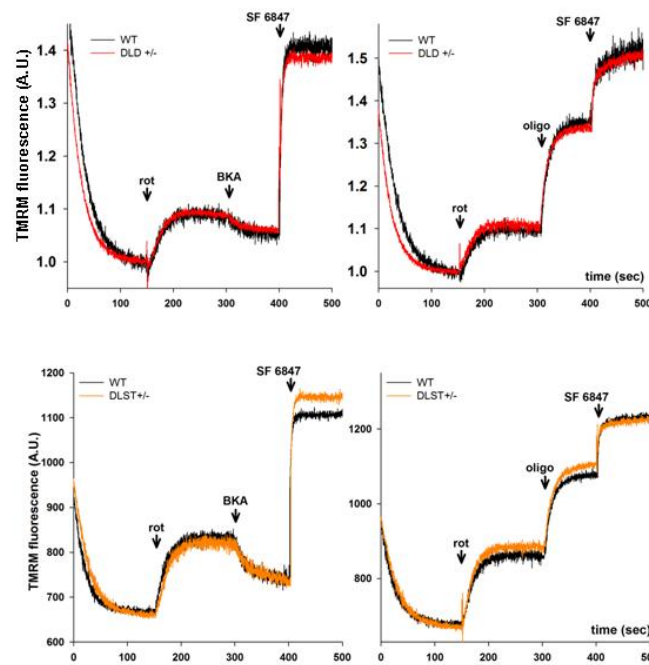 SF 6847
WT
DLD +/-
TMRM fluorescence (A.U.)
1.4
1.3
1.2
1.1
1.0
rot
BKA
0 100 200 300 400 500
SF 6847
WT
DLD +/-
1.5
1.4
1.3
1.2
1.1
1.0
oligo
rot
time (sec)
0 100 200 300 400 500
SF 6847
WT
DLST+/-
TMRM fluorescence (A.U.)
1200
1100
1000
900
800
700
600
rot
BKA
0 100 200 300 400 500
SF 6847
WT
DLST+/-
1200
1000
800
oligo
rot
time (sec)
0 100 200 300 400 500